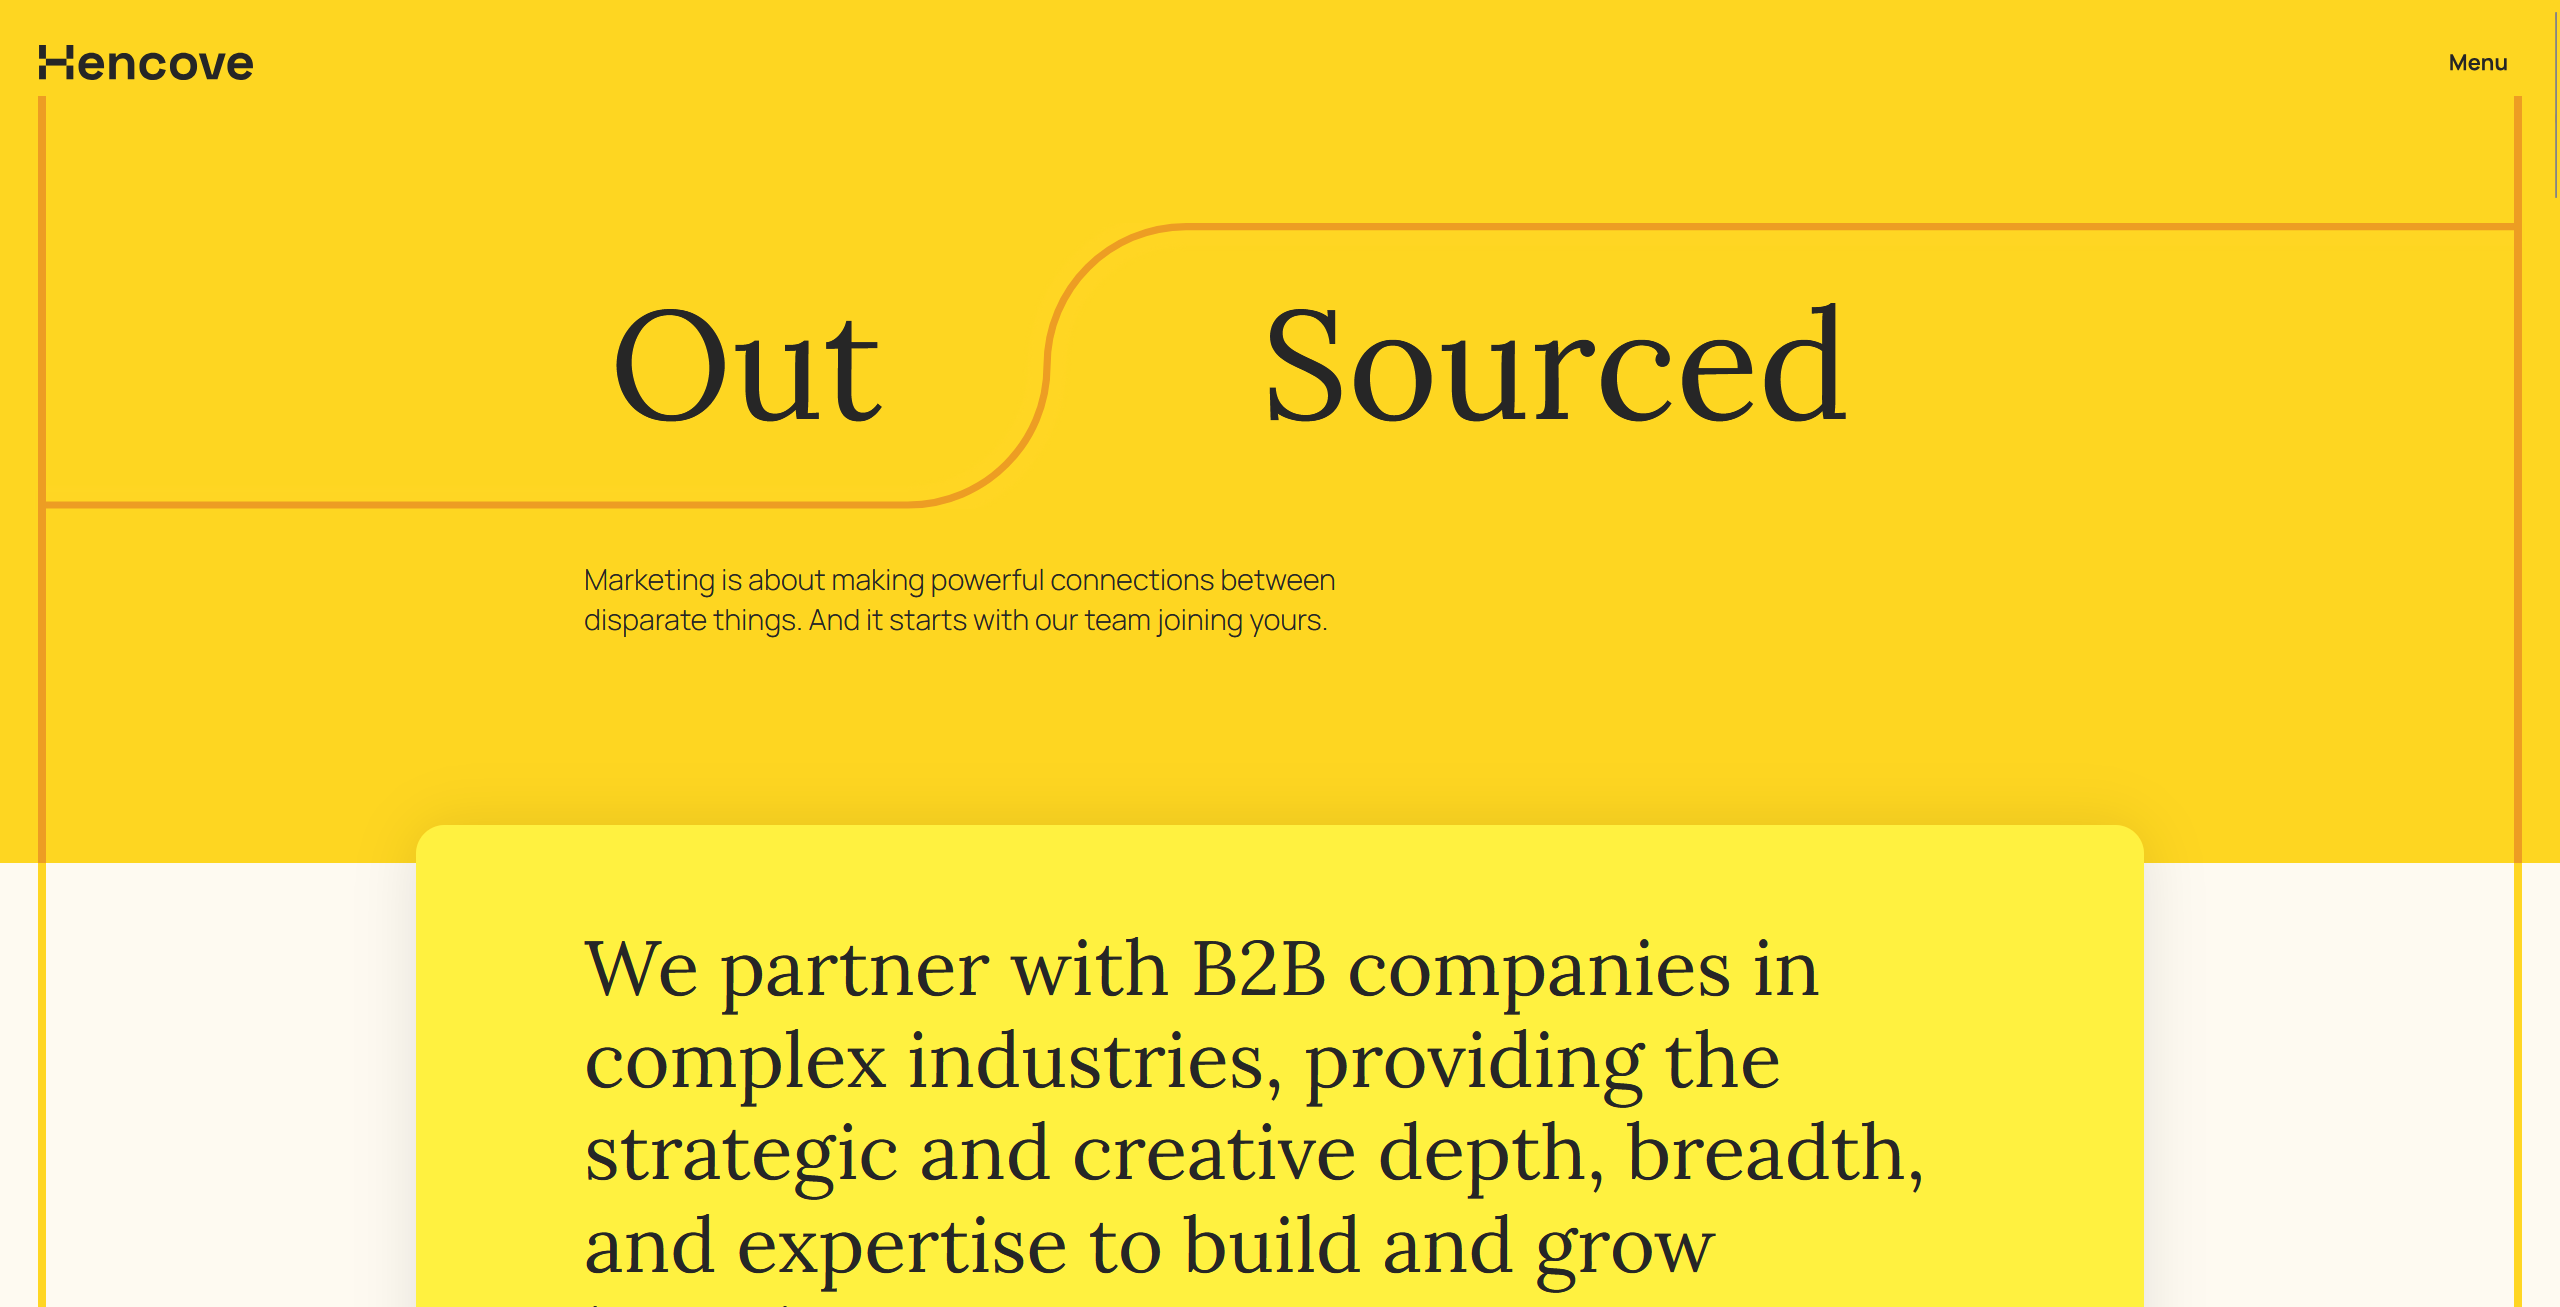 Hencove
Menu
Out Sourced
Marketing is about making powerful connections between
disparate things. And it starts with our team joining yours.
We partner with B2B companies in
complex industries, providing the
strategic and creative depth, breadth,
and expertise to build and grow